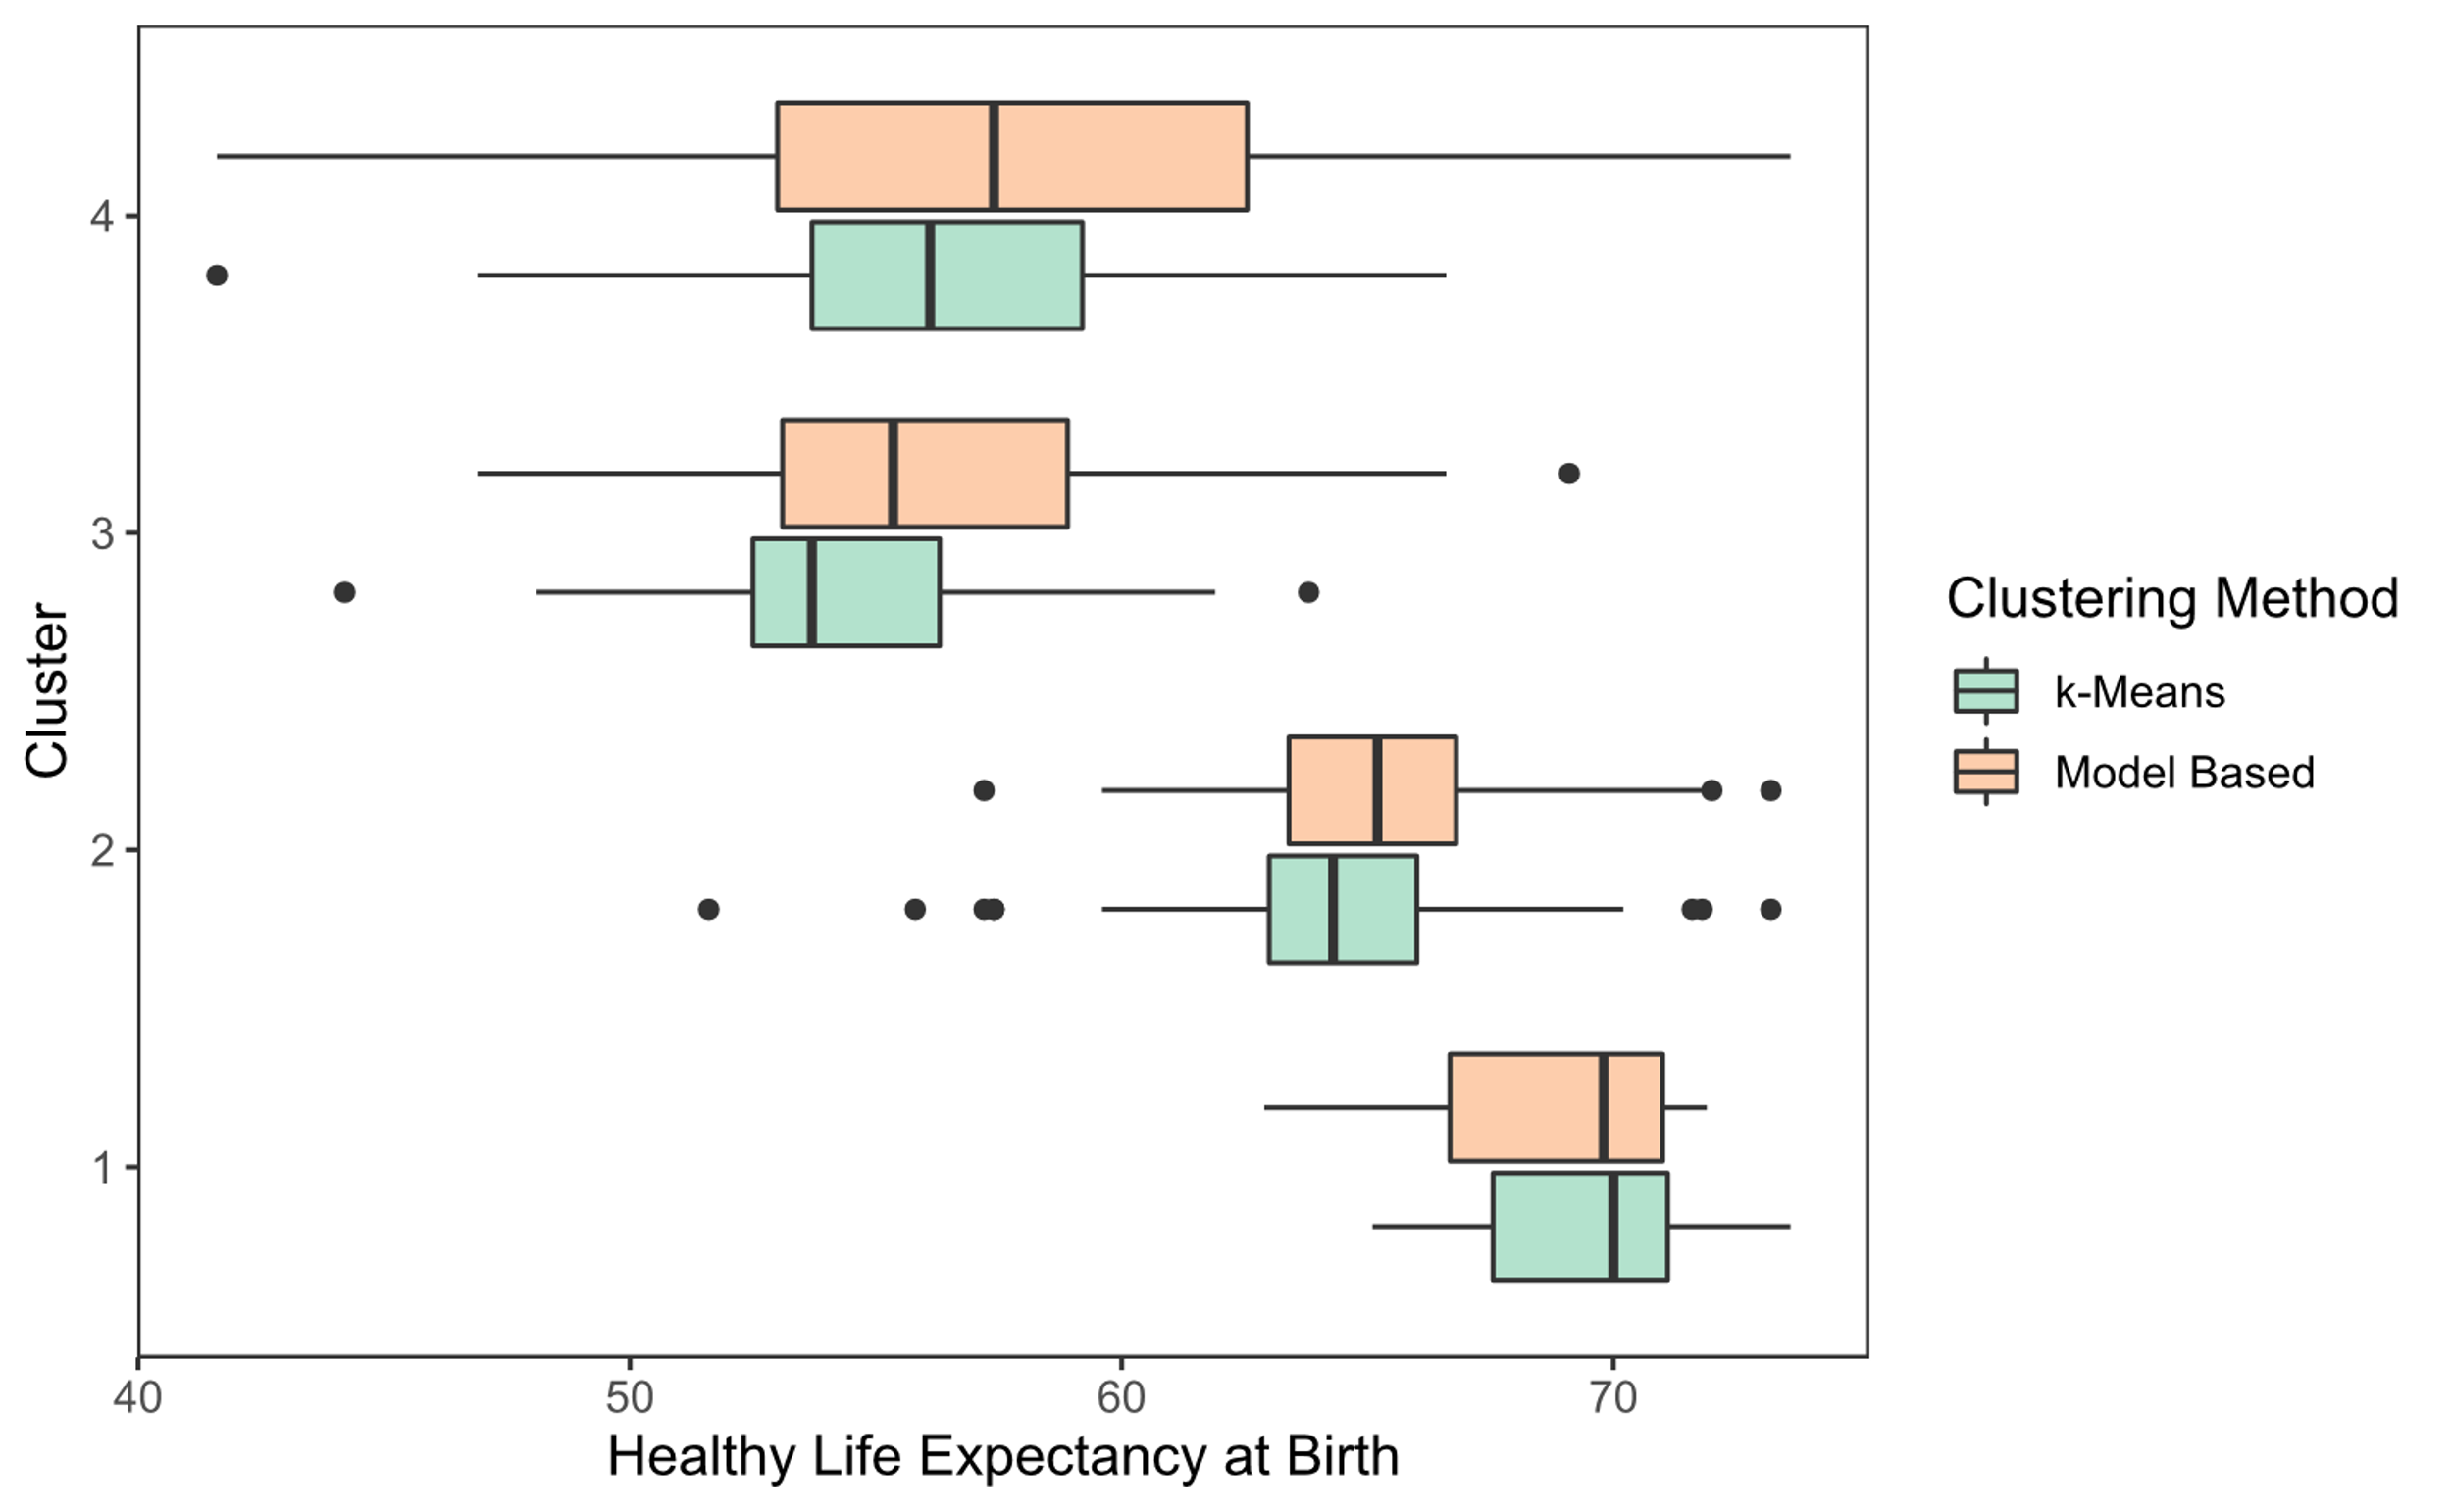 Cluster
4
3
2
1
40 50 60 70
Healthy Life Expectancy at Birth
Clustering Method
k-Means
Model Based